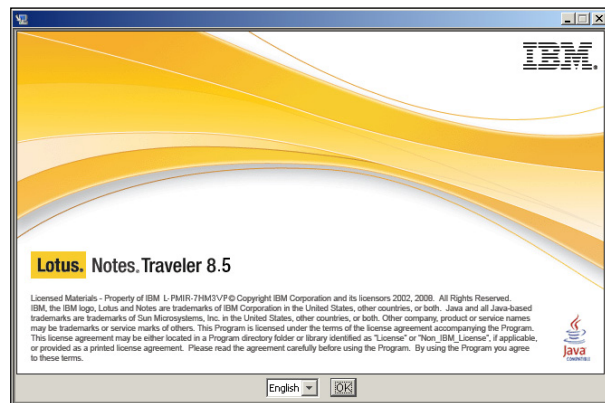 IBM.
Lotus. Notes. Traveler 8.5
Licensed Materials - Property of IBM L-PMIR-7HM3VP © Copyright IBM Corporation and its licensors 2002, 2008. All Rights Reserved.
IBM, the IBM logo, Lotus and Notes are trademarks of IBM Corporation in the United States, other countries, or both. Java and all Java-based
trademarks are trademarks of Sun Microsystems, Inc. in the United States, other countries, or both. Other company, product or service names
may be trademarks or service marks of others. This Program is licensed under the terms of the license agreement accompanying the Program.
This license agreement may be either located in a Program directory folder or library identified as "License" or "Non_IBM_License", if applicable,
or provided as a printed license agreement. Please read the agreement carefully before using the Program. By using the Program you agree
to these terms.
Java
COMPATIBLE
English
OK